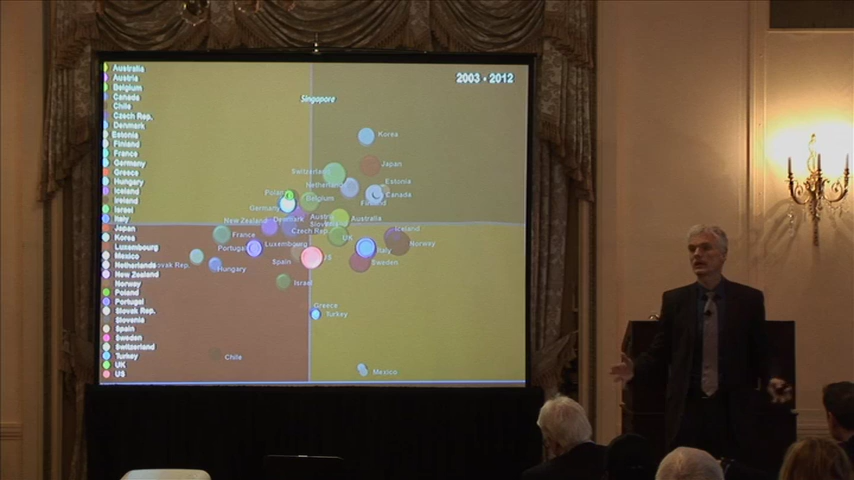 2003 - 2012
Australia
Austria
Belgium
Canada
Chile
Czech Rep.
Denmark
Estonia
Finland
France
Germany
Greece
Hungary
Iceland
Ireland
Israel
Italy
Japan
Korea
Luxembourg
Mexico
Netherlands
New Zealand
Norway
Poland
Portugal
Slovak Rep.
Slovenia
Spain
Sweden
Switzerland
Turkey
UK
US
Singapore
Korea
Japan
Switzerland
Estonia
Netherland
Canada
Poland
Belgium
Finland
Germany
Austria
Australia
New Zealand
Denmark
Slovenia
Iceland
France
Czech Rep.
UK
Portugal
Luxembourg
Norway
Italy
US
Slovak Rep.
Spain
Sweden
Hungary
Israel
Greece
Turkey
Chile
Mexico